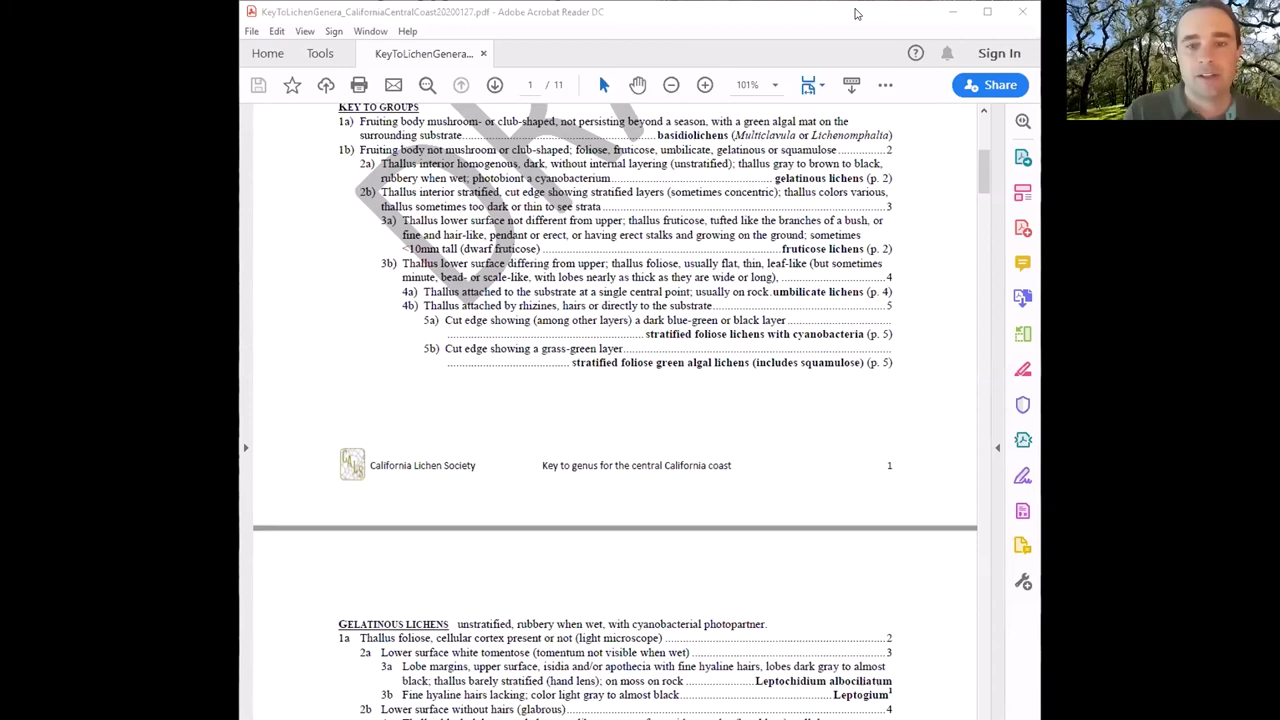 KeyToLichenGenera_CaliforniaCentralCoast20200127.pdf - Adobe Acrobat Reader DC
File Edit View Sign Window Help
Home Tools KeyToLichenGenera... × Sign In
1 / 11 101% Share
KEY TO GROUPS
1a) Fruiting body mushroom- or club-shaped, not persisting beyond a season, with a green algal mat on the
surrounding substrate.......... basidiolichens (Multiclavula or Lichenomphalia)
1b) Fruiting body not mushroom or club-shaped; foliose, fruticose, umbilicate, gelatinous or squamulose .......... 2
2a) Thallus interior homogenous, dark, without internal layering (unstratified); thallus gray to brown to black,
rubbery when wet; photobiont a cyanobacterium.......... gelatinous lichens (p. 2)
2b) Thallus interior stratified, cut edge showing stratified layers (sometimes concentric); thallus colors various,
thallus sometimes too dark or thin to see strata .......... 3
3a) Thallus lower surface not different from upper; thallus fruticose, tufted like the branches of a bush, or
fine and hair-like, pendant or erect, or having erect stalks and growing on the ground; sometimes
<10mm tall (dwarf fruticose) .......... fruticose lichens (p. 2)
3b) Thallus lower surface differing from upper; thallus foliose, usually flat, thin, leaf-like (but sometimes
minute, bead- or scale-like, with lobes nearly as thick as they are wide or long), .......... 4
4a) Thallus attached to the substrate at a single central point; usually on rock. umbilicate lichens (p. 4)
4b) Thallus attached by rhizines, hairs or directly to the substrate.......... 5
5a) Cut edge showing (among other layers) a dark blue-green or black layer ..........
.......... stratified foliose lichens with cyanobacteria (p. 5)
5b) Cut edge showing a grass-green layer..........
.......... stratified foliose green algal lichens (includes squamulose) (p. 5)
CALS California Lichen Society Key to genus for the central California coast 1
GELATINOUS LICHENS unstratified, rubbery when wet, with cyanobacterial photopartner.
1a Thallus foliose, cellular cortex present or not (light microscope) .......... 2
2a Lower surface white tomentose (tomentum not visible when wet) .......... 3
3a Lobe margins, upper surface, isidia and/or apothecia with fine hyaline hairs, lobes dark gray to almost
black; thallus barely stratified (hand lens); on moss on rock .......... Leptochidium albociliatum
3b Fine hyaline hairs lacking; color light gray to almost black.......... Leptogium¹
2b Lower surface without hairs (glabrous).......... 4